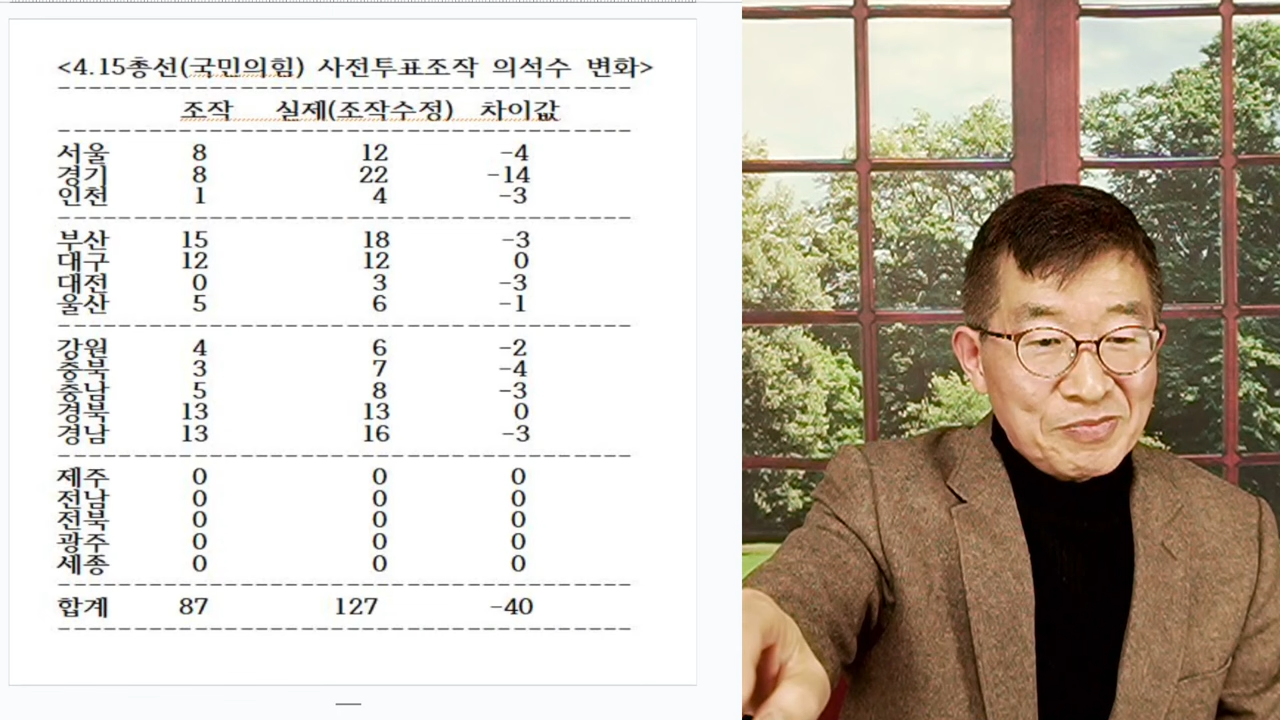 <4.15총선(국민의힘) 사전투표조작 의석수 변화>
조작 실제(조작수정) 차이값
서울 8 12 -4
경기 8 22 -14
인천 1 4 -3
부산 15 18 -3
대구 12 12 0
대전 0 3 -3
울산 5 6 -1
강원 4 6 -2
충북 3 7 -4
충남 5 8 -3
경북 13 13 0
경남 13 16 -3
제주 0 0 0
전남 0 0 0
전북 0 0 0
광주 0 0 0
세종 0 0 0
합계 87 127 -40